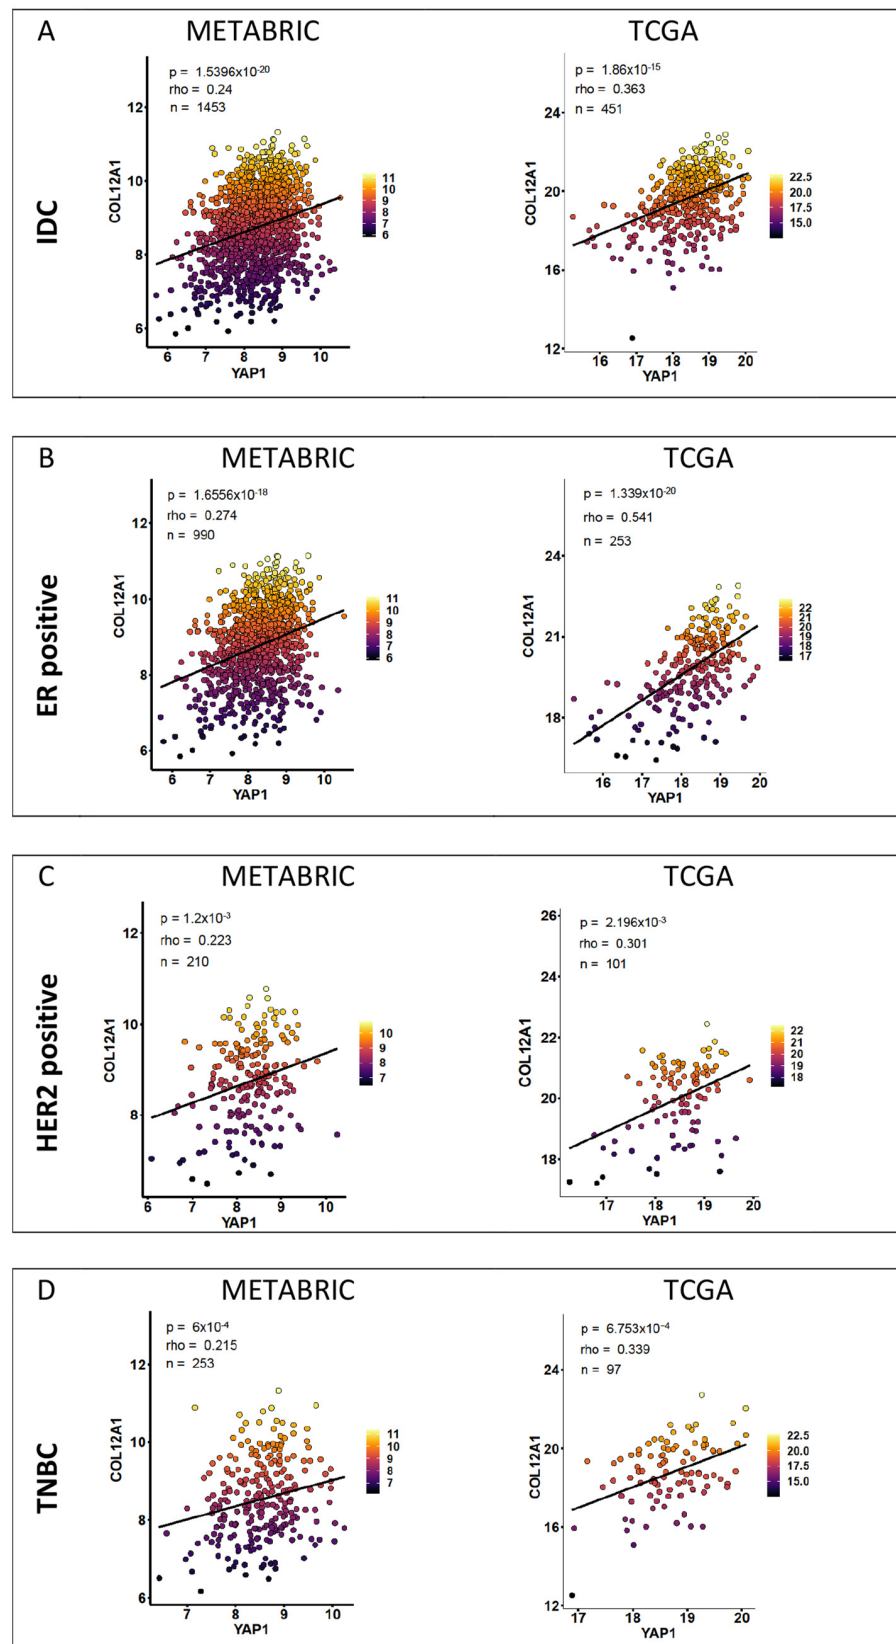 A METABRIC TCGA
IDC
p = 1.5396x10-20
rho = 0.24
n = 1453
COL12A1
12
10
8
6
6 7 8 9 10
YAP1
11
10
9
8
7
6
p = 1.86x10-15
rho = 0.363
n = 451
COL12A1
24
20
16
12
16 17 18 19 20
YAP1
22.5
20.0
17.5
15.0
B METABRIC TCGA
ER positive
p = 1.6556x10-18
rho = 0.274
n = 990
COL12A1
12
10
8
6
6 7 8 9 10
YAP1
11
10
9
8
7
6
p = 1.339x10-20
rho = 0.541
n = 253
COL12A1
24
21
18
16 17 18 19 20
YAP1
22
21
20
19
18
17
C METABRIC TCGA
HER2 positive
p = 1.2x10-3
rho = 0.223
n = 210
COL12A1
12
10
8
6 7 8 9 10
YAP1
10
9
8
7
p = 2.196x10-3
rho = 0.301
n = 101
COL12A1
26
24
22
20
18
17 18 19 20
YAP1
22
21
20
19
18
D METABRIC TCGA
TNBC
p = 6x10-4
rho = 0.215
n = 253
COL12A1
12
10
8
6
7 8 9 10
YAP1
11
10
9
8
7
p = 6.753x10−4
rho = 0.339
n = 97
COL12A1
24
20
16
12
17 18 19 20
YAP1
22.5
20.0
17.5
15.0